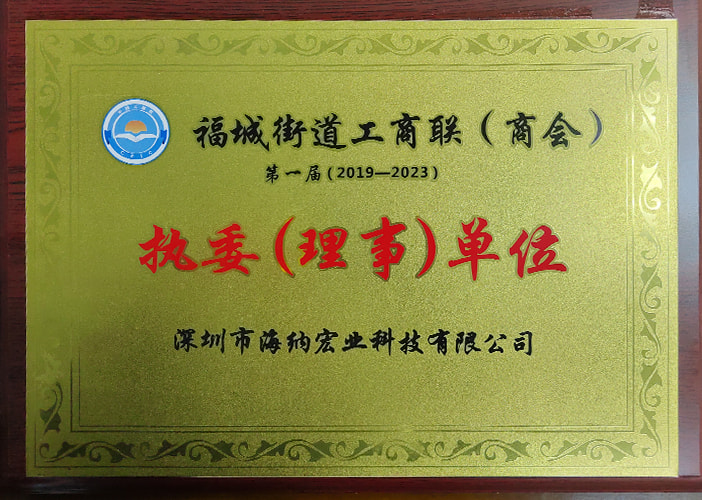 福城街道工商联（商会）
第一届（2019—2023）
执委（理事）单位
深圳市海纳宏业科技有限公司